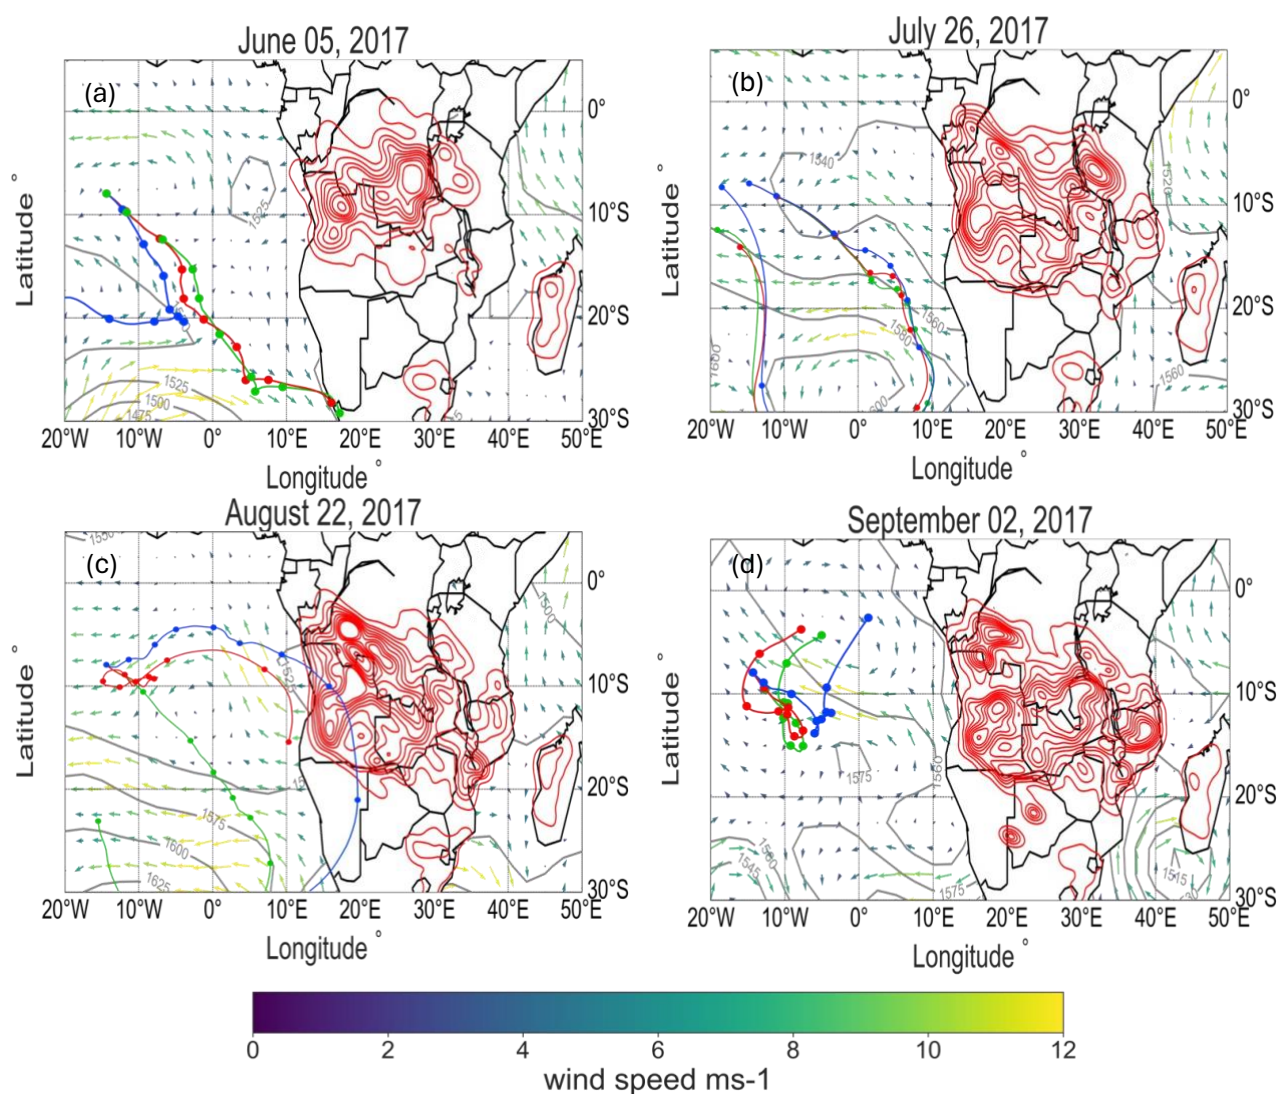 June 05, 2017
July 26, 2017
(a)
(b)
0°
10°S
20°S
30°S
1525
1525
1500
1475
20°W 10°W 0° 10°E 20°E 30°E 40°E 50°E
Longitude °
Latitude °
0°
10°S
20°S
30°S
1540
1520
1560
1580
1560
1600
20°W 10°W 0° 10°E 20°E 30°E 40°E 50°E
Longitude °
Latitude °
August 22, 2017
September 02, 2017
(c)
(d)
0°
10°S
20°S
30°S
1550
1500
1525
1575
1600
1625
20°W 10°W 0° 10°E 20°E 30°E 40°E 50°E
Longitude °
Latitude °
0°
10°S
20°S
30°S
1575
1560
1560
1545
1575
1515
20°W 10°W 0° 10°E 20°E 30°E 40°E 50°E
Longitude °
Latitude °
0 2 4 6 8 10 12
wind speed ms-1